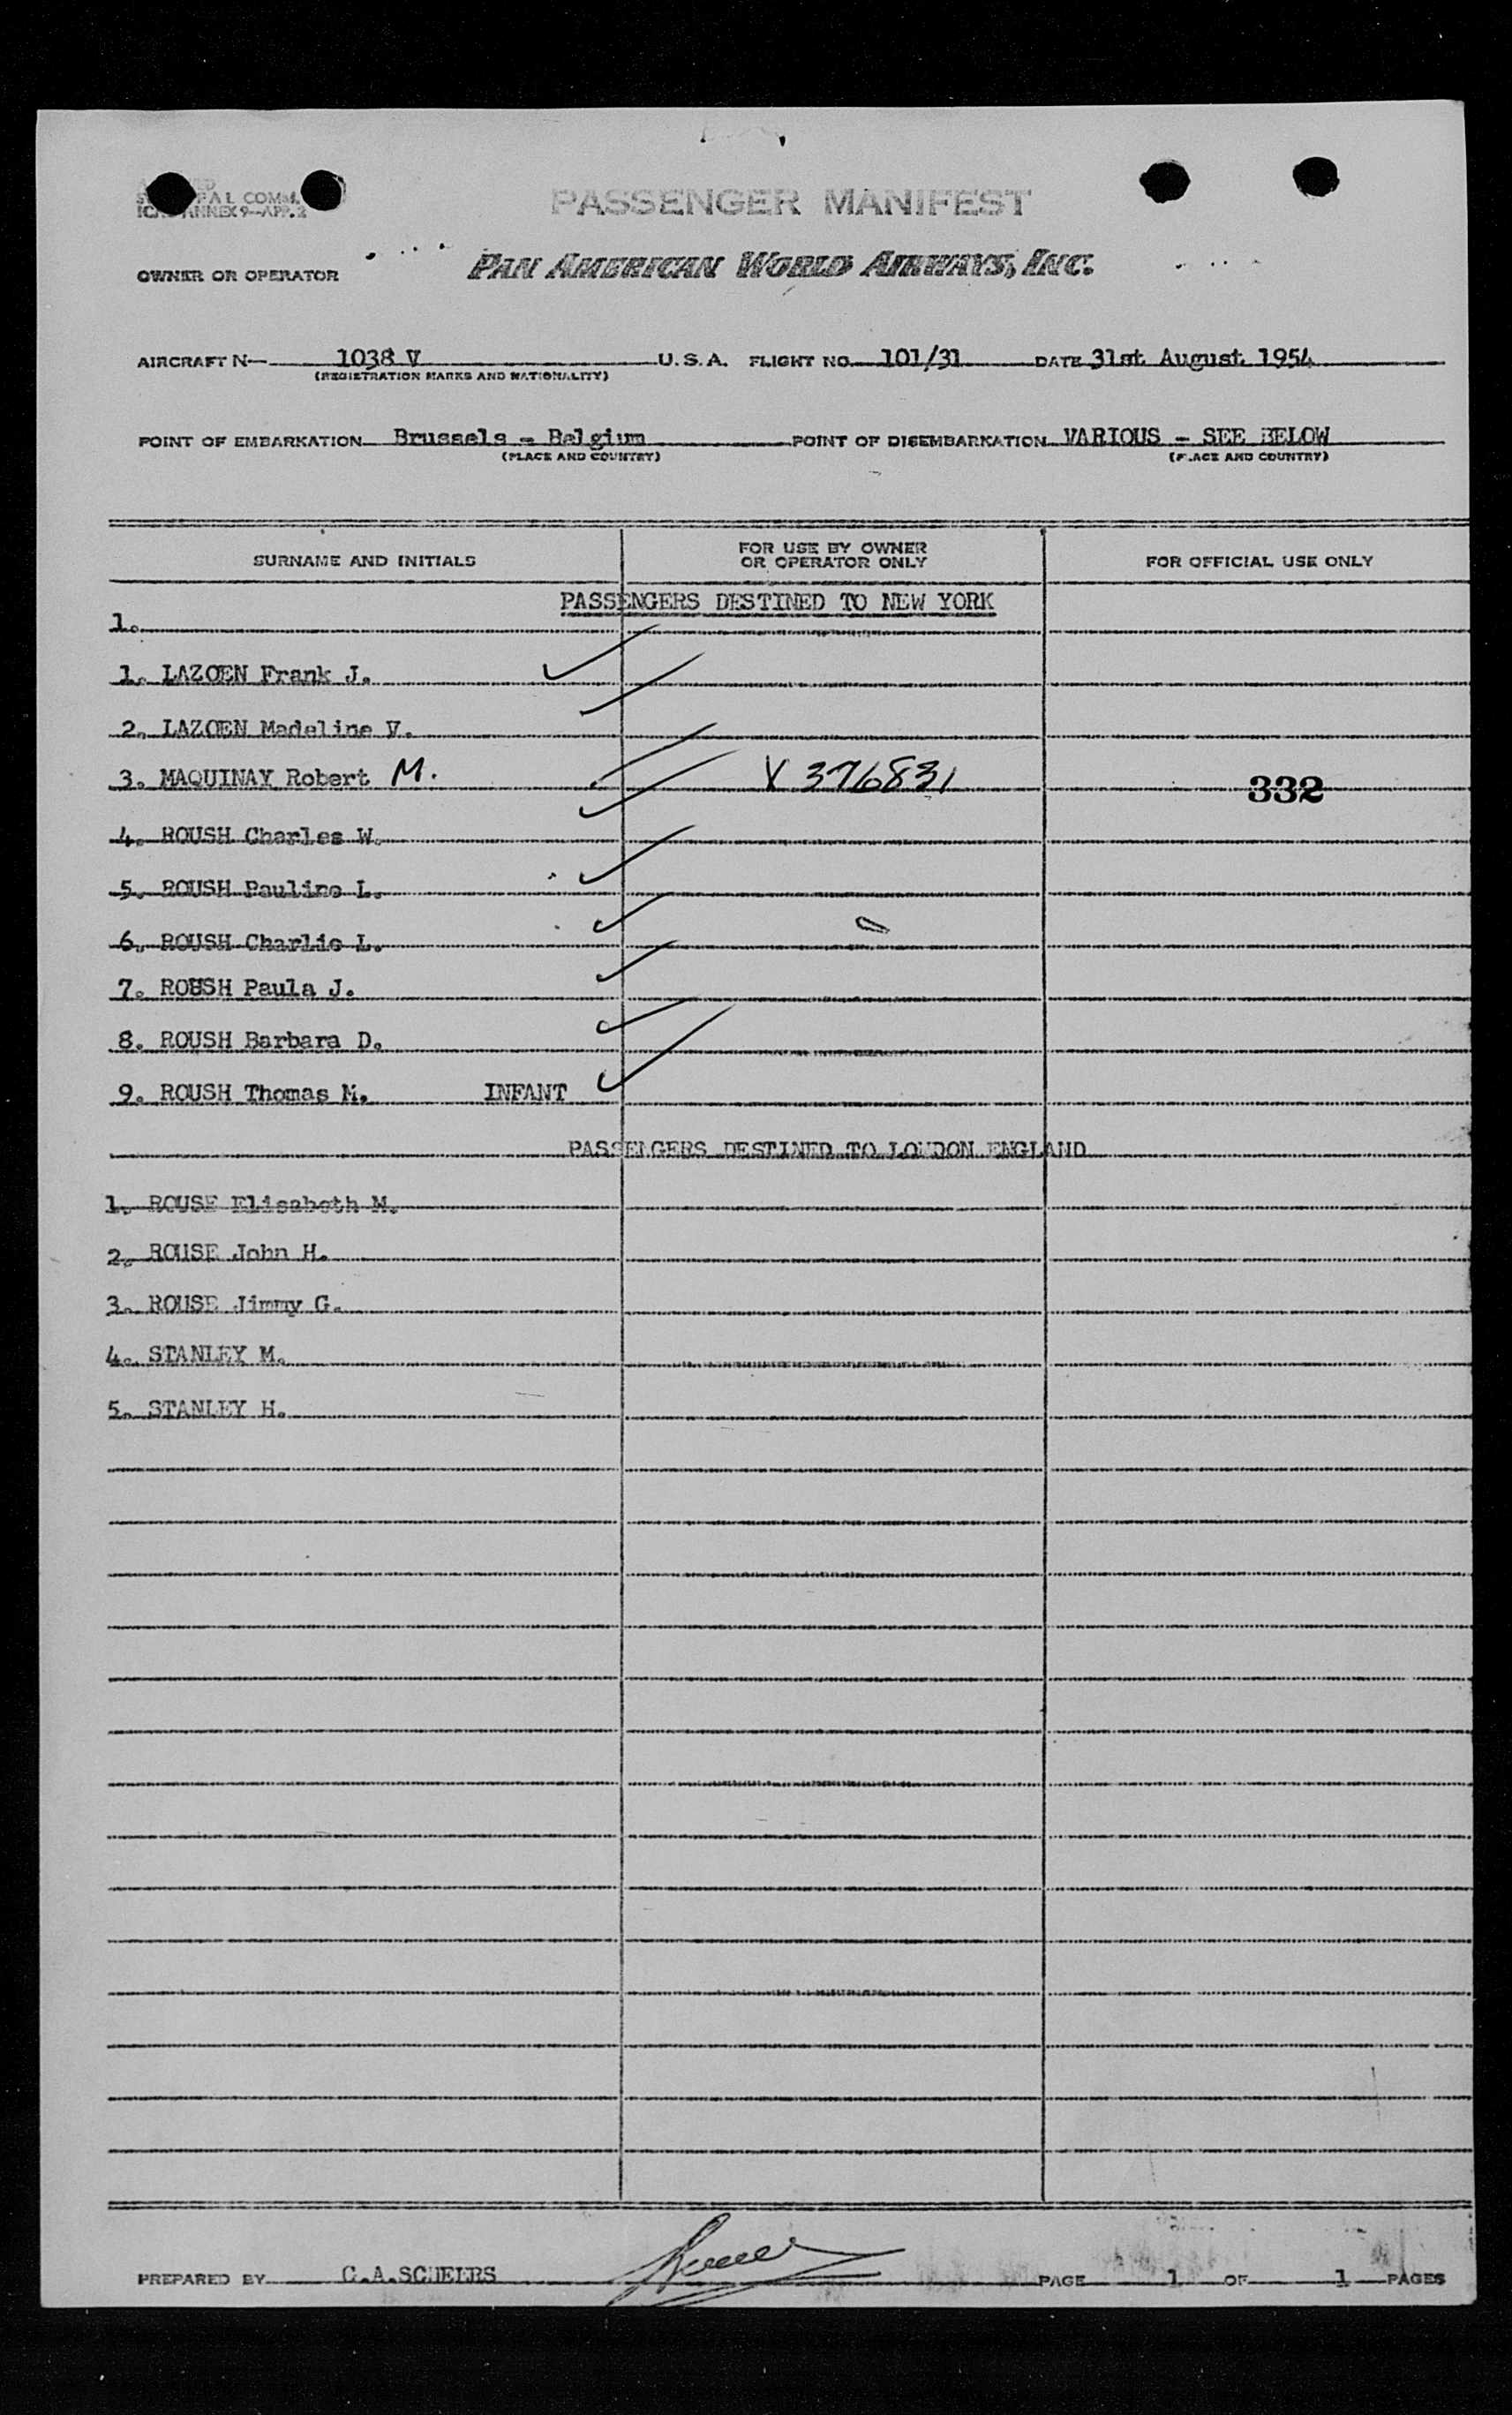 PASSENGER MANIFEST
COMM.
ANNEX 9-APP. 2
OWNER OR OPERATOR PAN AMERICAN WORLD AIRWAYS, INC.
AIRCRAFT N- 1038 V U.S.A. FLIGHT NO. 101/31 DATE 31st August 1954
(REGISTRATION MARKS AND NATIONALITY)
POINT OF EMBARKATION Brussels - Belgium POINT OF DISEMBARKATION VARIOUS - SEE BELOW
(PLACE AND COUNTRY) (PLACE AND COUNTRY)
SURNAME AND INITIALS FOR USE BY OWNER OR OPERATOR ONLY FOR OFFICIAL USE ONLY
PASSENGERS DESTINED TO NEW YORK
1.
1. LAZOEN Frank J.
2. LAZOEN Madeline V.
3. MAQUINAY Robert M. V 376831 332
4. ROUSH Charles W.
5. ROUSH Pauline L.
6. ROUSH Charlie L.
7. ROUSH Paula J.
8. ROUSH Barbara D.
9. ROUSH Thomas M. INFANT
PASSENGERS DESTINED TO LONDON ENGLAND
1. ROUSE Elisabeth M.
2. ROUSE John H.
3. ROUSE Jimmy G.
4. STANLEY M.
5. STANLEY H.
PREPARED BY C.A.SCHEERS PAGE 1 OF 1 PAGES